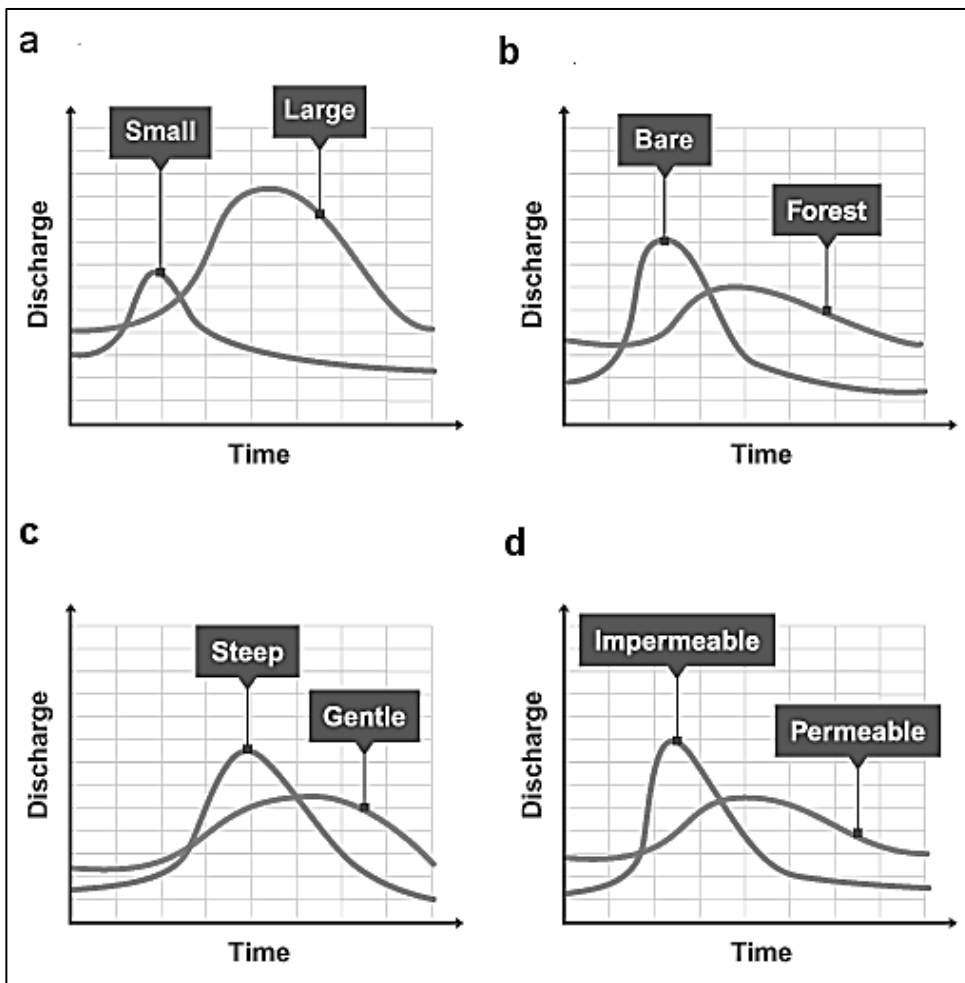 a
b
Small
Large
Bare
Forest
Discharge
Discharge
Time
Time
c
d
Steep
Gentle
Impermeable
Permeable
Discharge
Discharge
Time
Time